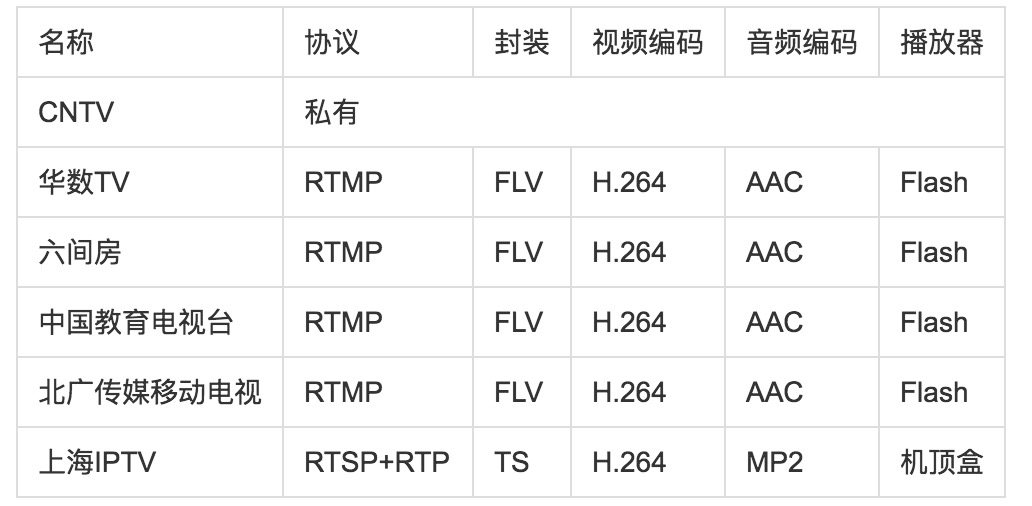 名称 协议 封装 视频编码 音频编码 播放器
CNTV 私有
华数TV RTMP FLV H.264 AAC Flash
六间房 RTMP FLV H.264 AAC Flash
中国教育电视台 RTMP FLV H.264 AAC Flash
北广传媒移动电视 RTMP FLV H.264 AAC Flash
上海IPTV RTSP+RTP TS H.264 MP2 机顶盒